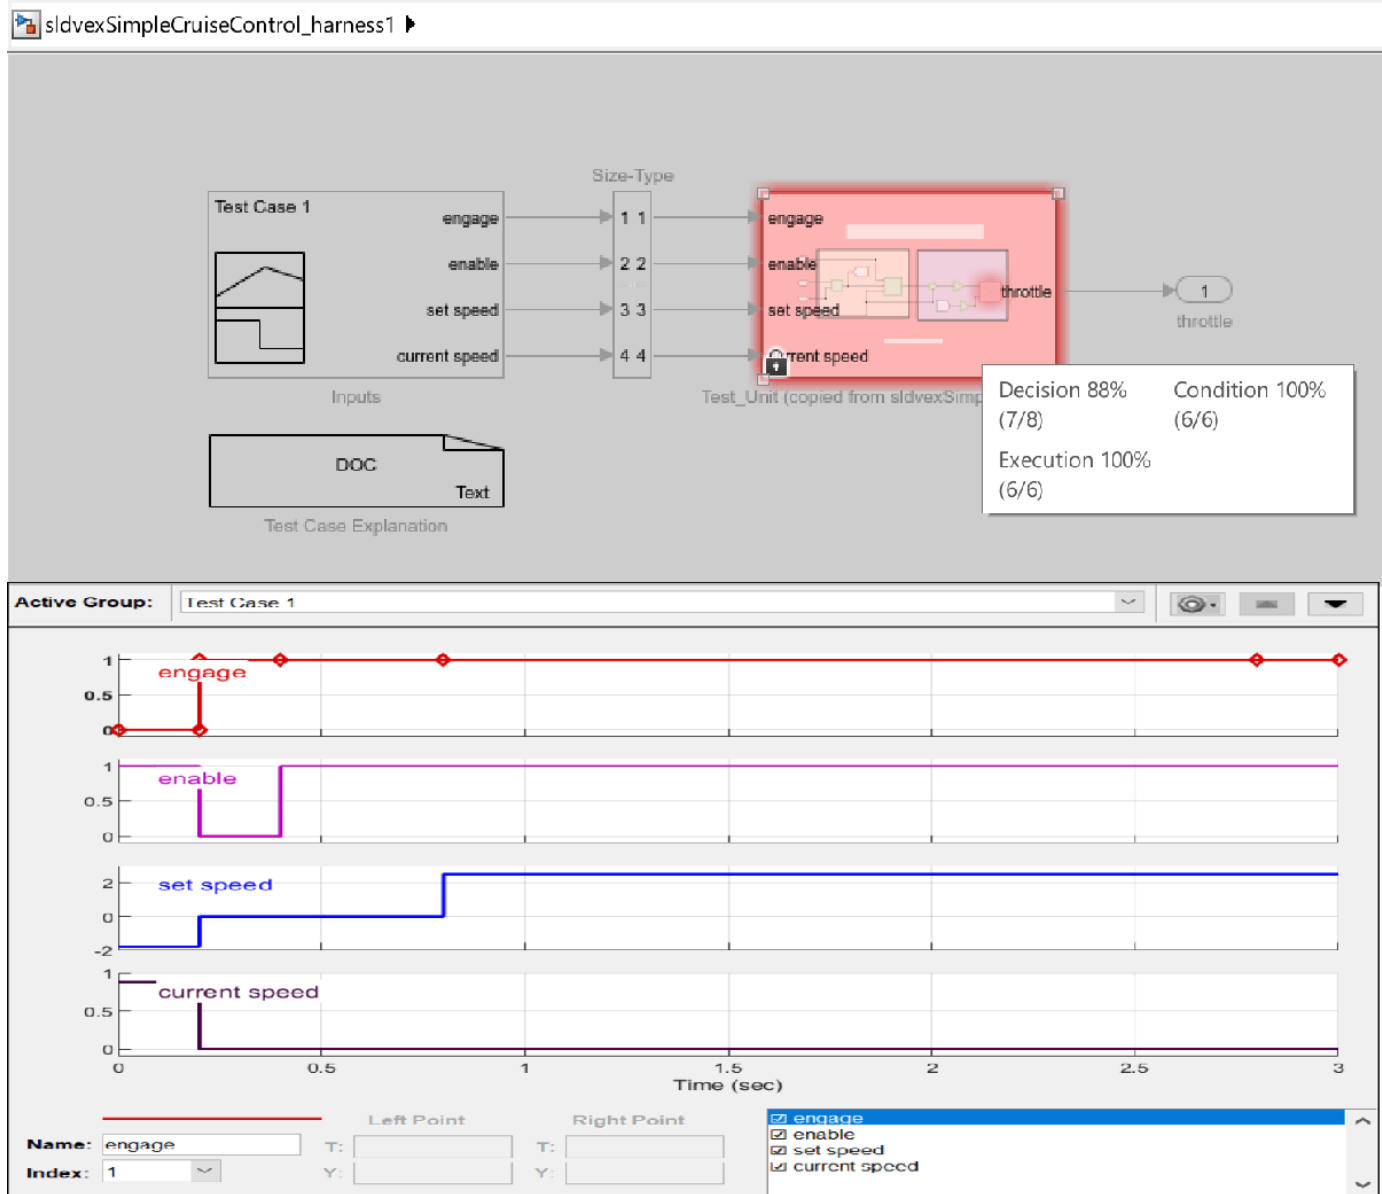 sldvexSimpleCruiseControl_harness1
Size-Type
Test Case 1
engage
1 1
engage
enable
2 2
enable
set speed
3 3
set speed
throttle
1
throttle
current speed
4 4
rrent speed
Inputs
Test_Unit (copied from sldvexSimp
Decision 88%
Condition 100%
(7/8)
(6/6)
Execution 100%
(6/6)
DOC
Text
Test Case Explanation
Active Group:
Test Case 1
1
engage
0.5
0
1
enable
0.5
0
2
set speed
0
-2
1
current speed
0.5
0
0 0.5 1 1.5 2 2.5 3
Time (sec)
Left Point
Right Point
Name: engage
T:
T:
Index: 1
Y:
Y:
engage
enable
set speed
current speed